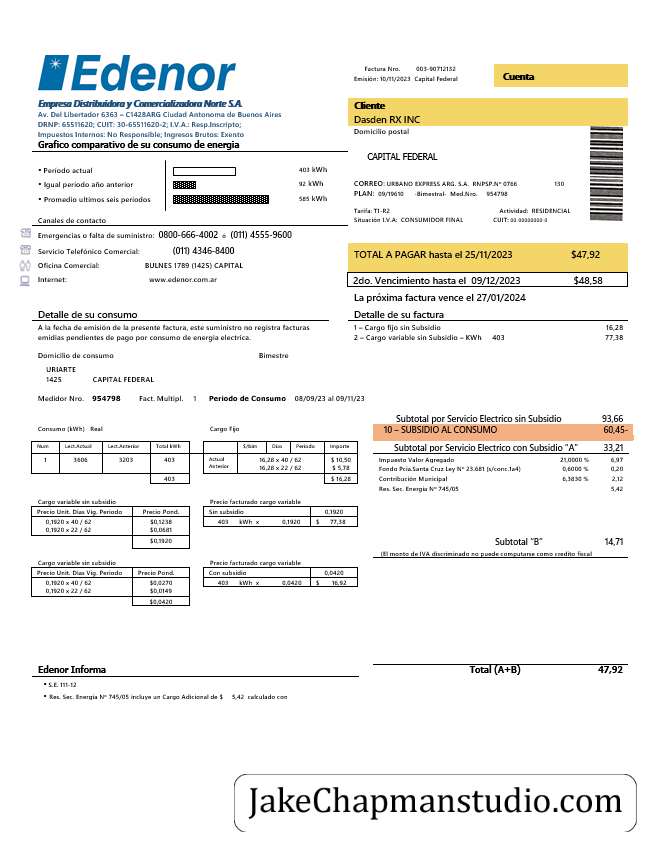 Edenor
Empresa Distribuidora y Comercializadora Norte S.A.
Av. Del Libertador 6363 – C1428ARG Ciudad Autonoma de Buenos Aires
DRNP: 65511620; CUIT: 30-65511620-2; I.V.A.: Resp.Inscripto;
Impuestos Internos: No Responsible; Ingresos Brutos: Exento
Grafico comparativo de su consumo de energia
• Periodo actual 403 kWh
• Igual periodo año anterior 92 kWh
• Promedio ultimos seis periodos 585 kWh
Canales de contacto
Emergencias o falta de suministro: 0800-666-4002 ó (011) 4555-9600
Servicio Telefónico Comercial: (011) 4346-8400
Oficina Comercial: BULNES 1789 (1425) CAPITAL
Internet: www.edenor.com.ar
Factura Nro. 003-90712132
Emisión: 10/11/2023 Capital Federal
Cuenta
Cliente
Dasden RX INC
Domicilio postal
CAPITAL FEDERAL
CORREO: URBANO EXPRESS ARG. S.A. RNPSP.Nº 0766 130
PLAN: 09/19610 -Bimestral- Med.Nro. 954798
Tarifa: T1-R2 Actividad: RESIDENCIAL
Situación I.V.A: CONSUMIDOR FINAL CUIT: 00 00000000 0
TOTAL A PAGAR hasta el 25/11/2023 $47,92
2do. Vencimiento hasta el 09/12/2023 $48,58
La próxima factura vence el 27/01/2024
Detalle de su consumo
A la fecha de emisión de la presente factura, este suministro no registra facturas
emidias pendientes de pago por consumo de energia electrica.
Domicilio de consumo Bimestre
URIARTE
1425 CAPITAL FEDERAL
Medidor Nro. 954798 Fact. Multipl. 1 Periodo de Consumo 08/09/23 al 09/11/23
Detalle de su factura
1 – Cargo fijo sin Subsidio 16,28
2 – Cargo variable sin Subsidio – KWh 403 77,38
Consumo (kWh) Real
Num Lect.Actual Lect.Anterior Total kWh
1 3606 3203 403
403
Cargo Fijo
$/bim Dias Periodo Importe
Actual 16,28 x 40 / 62 $ 10,50
Anterior 16,28 x 22 / 62 $ 5,78
$ 16,28
Subtotal por Servicio Electrico sin Subsidio 93,66
10 – SUBSIDIO AL CONSUMO 60,45-
Subtotal por Servicio Electrico con Subsidio "A" 33,21
Impuesto Valor Agregado 21,0000 % 6,97
Fondo Pcia.Santa Cruz Ley Nº 23.681 (s/conc.1a4) 0,6000 % 0,20
Contribución Municipal 6,3830 % 2,12
Res. Sec. Energia Nº 745/05 5,42
Cargo variable sin subsidio
Precio Unit. Dias Vig. Periodo Precio Pond.
0,1920 x 40 / 62 $0,1238
0,1920 x 22 / 62 $0,0681
$0,1920
Precio facturado cargo variable
Sin subsidio 0,1920
403 kWh x 0,1920 $ 77,38
Subtotal "B" 14,71
(El monto de IVA discriminado no puede computarse como credito fiscal
Cargo variable sin subsidio
Precio Unit. Dias Vig. Periodo Precio Pond.
0,1920 x 40 / 62 $0,0270
0,1920 x 22 / 62 $0,0149
$0,0420
Precio facturado cargo variable
Con subsidio 0,0420
403 kWh x 0,0420 $ 16,92
Edenor Informa
• S.E. 111-12
• Res. Sec. Energia Nº 745/05 incluye un Cargo Adicional de $ 5,42 calculado con
Total (A+B) 47,92
JakeChapmanstudio.com